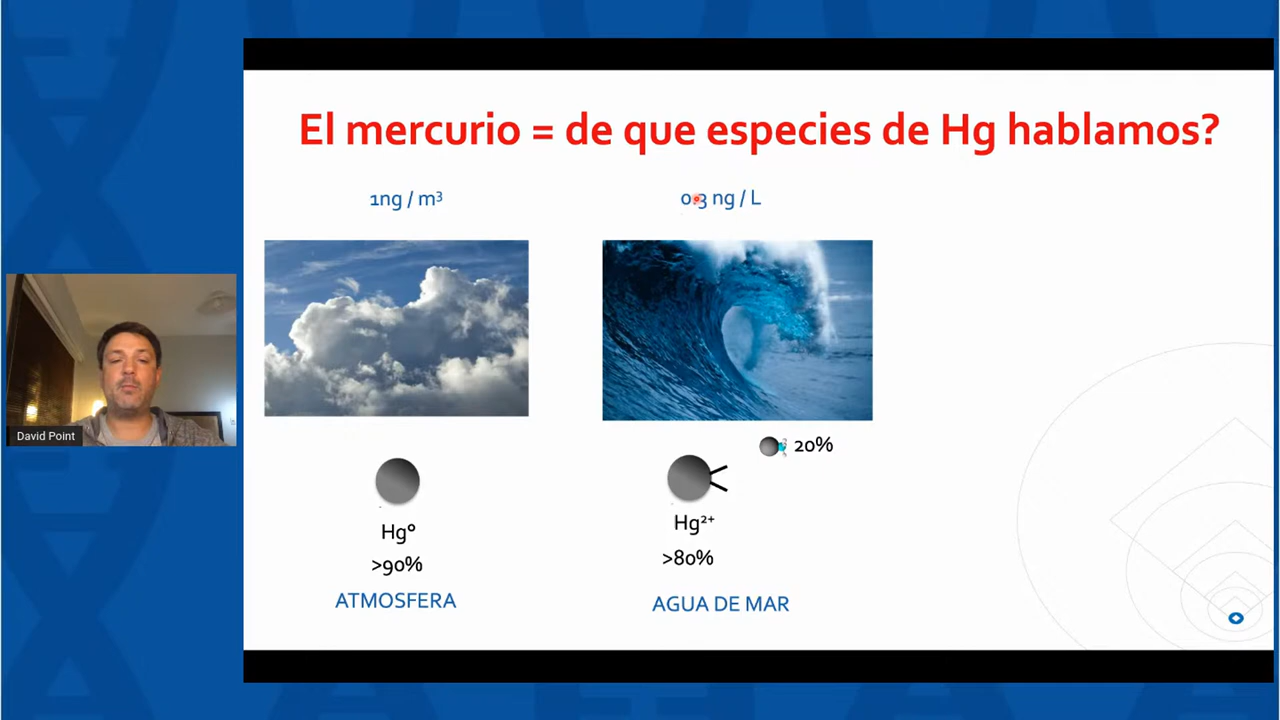 El mercurio = de que especies de Hg hablamos?
1ng / m³
0.3 ng / L
20%
Hg°
>90%
ATMOSFERA
Hg²⁺
>80%
AGUA DE MAR
David Point